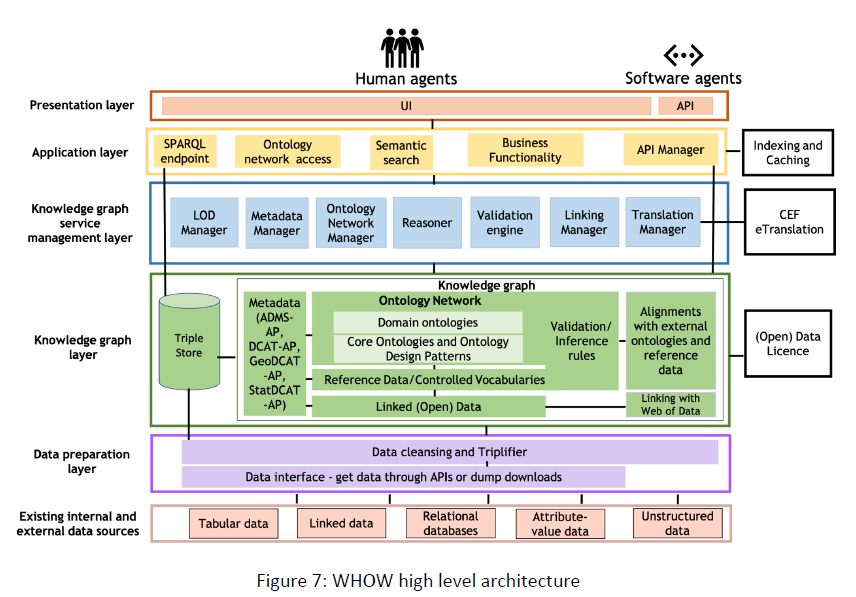 Human agents
Software agents
Presentation layer
UI
API
Application layer
SPARQL
endpoint
Ontology
network access
Semantic
search
Business
Functionality
API Manager
Indexing and
Caching
Knowledge graph
service
management layer
LOD
Manager
Metadata
Manager
Ontology
Network
Manager
Reasoner
Validation
engine
Linking
Manager
Translation
Manager
CEF
eTranslation
Knowledge graph
layer
Triple
Store
Knowledge graph
Metadata
(ADMS-
AP,
DCAT-AP,
GeoDCAT
-AP,
StatDCAT
-AP)
Ontology Network
Domain ontologies
Core Ontologies and Ontology
Design Patterns
Validation/
Inference
rules
Reference Data/Controlled Vocabularies
Linked (Open) Data
Alignments
with external
ontologies and
reference
data
Linking with
Web of Data
(Open) Data
Licence
Data preparation
layer
Data cleansing and Triplifier
Data interface - get data through APIs or dump downloads
Existing internal and
external data sources
Tabular data
Linked data
Relational
databases
Attribute-
value data
Unstructured
data
Figure 7: WHOW high level architecture